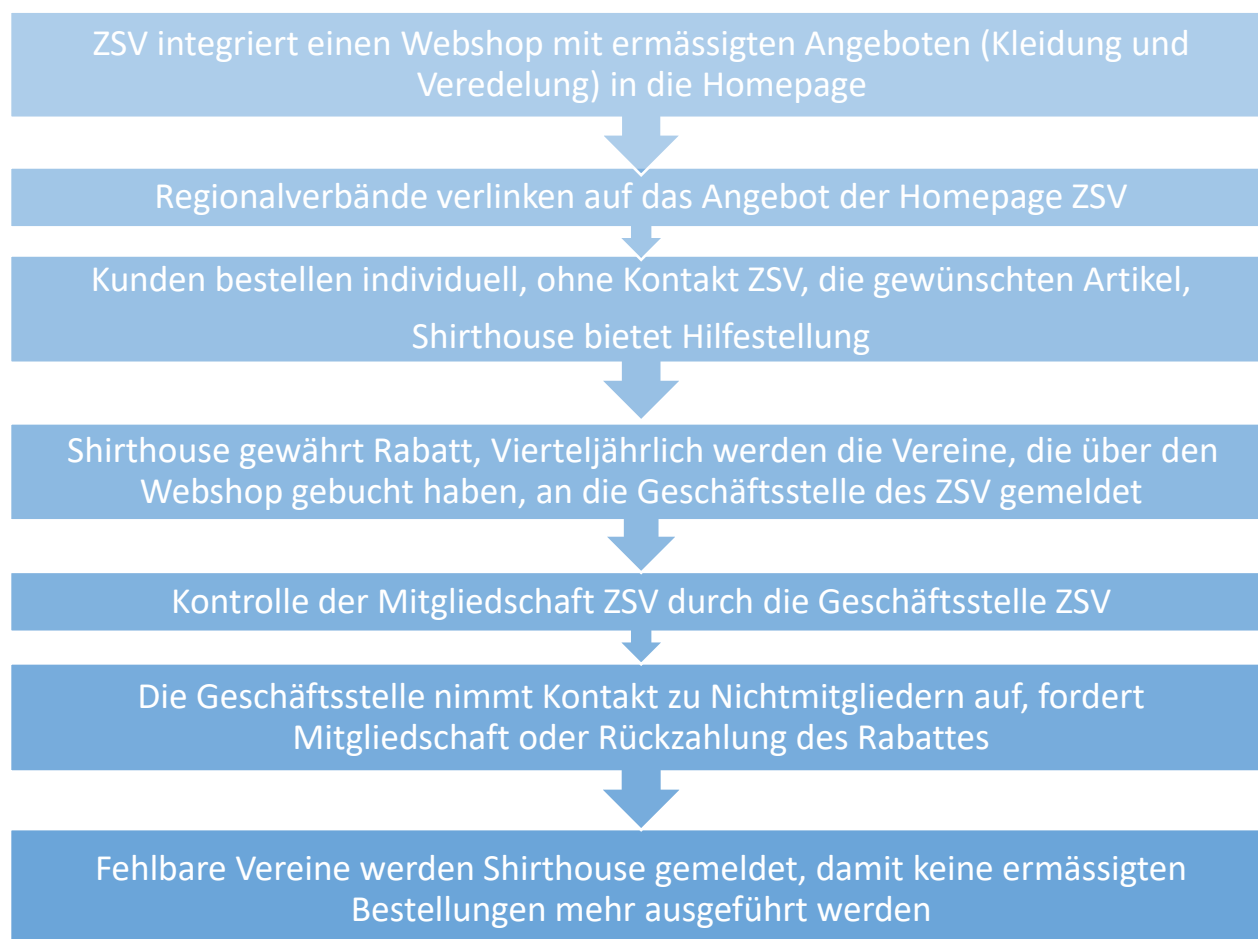 ZSV integriert einen Webshop mit ermässigten Angeboten (Kleidung und
Veredelung) in die Homepage
Regionalverbände verlinken auf das Angebot der Homepage ZSV
Kunden bestellen individuell, ohne Kontakt ZSV, die gewünschten Artikel,
Shirthouse bietet Hilfestellung
Shirthouse gewährt Rabatt, Vierteljährlich werden die Vereine, die über den
Webshop gebucht haben, an die Geschäftsstelle des ZSV gemeldet
Kontrolle der Mitgliedschaft ZSV durch die Geschäftsstelle ZSV
Die Geschäftsstelle nimmt Kontakt zu Nichtmitgliedern auf, fordert
Mitgliedschaft oder Rückzahlung des Rabattes
Fehlbare Vereine werden Shirthouse gemeldet, damit keine ermässigten
Bestellungen mehr ausgeführt werden